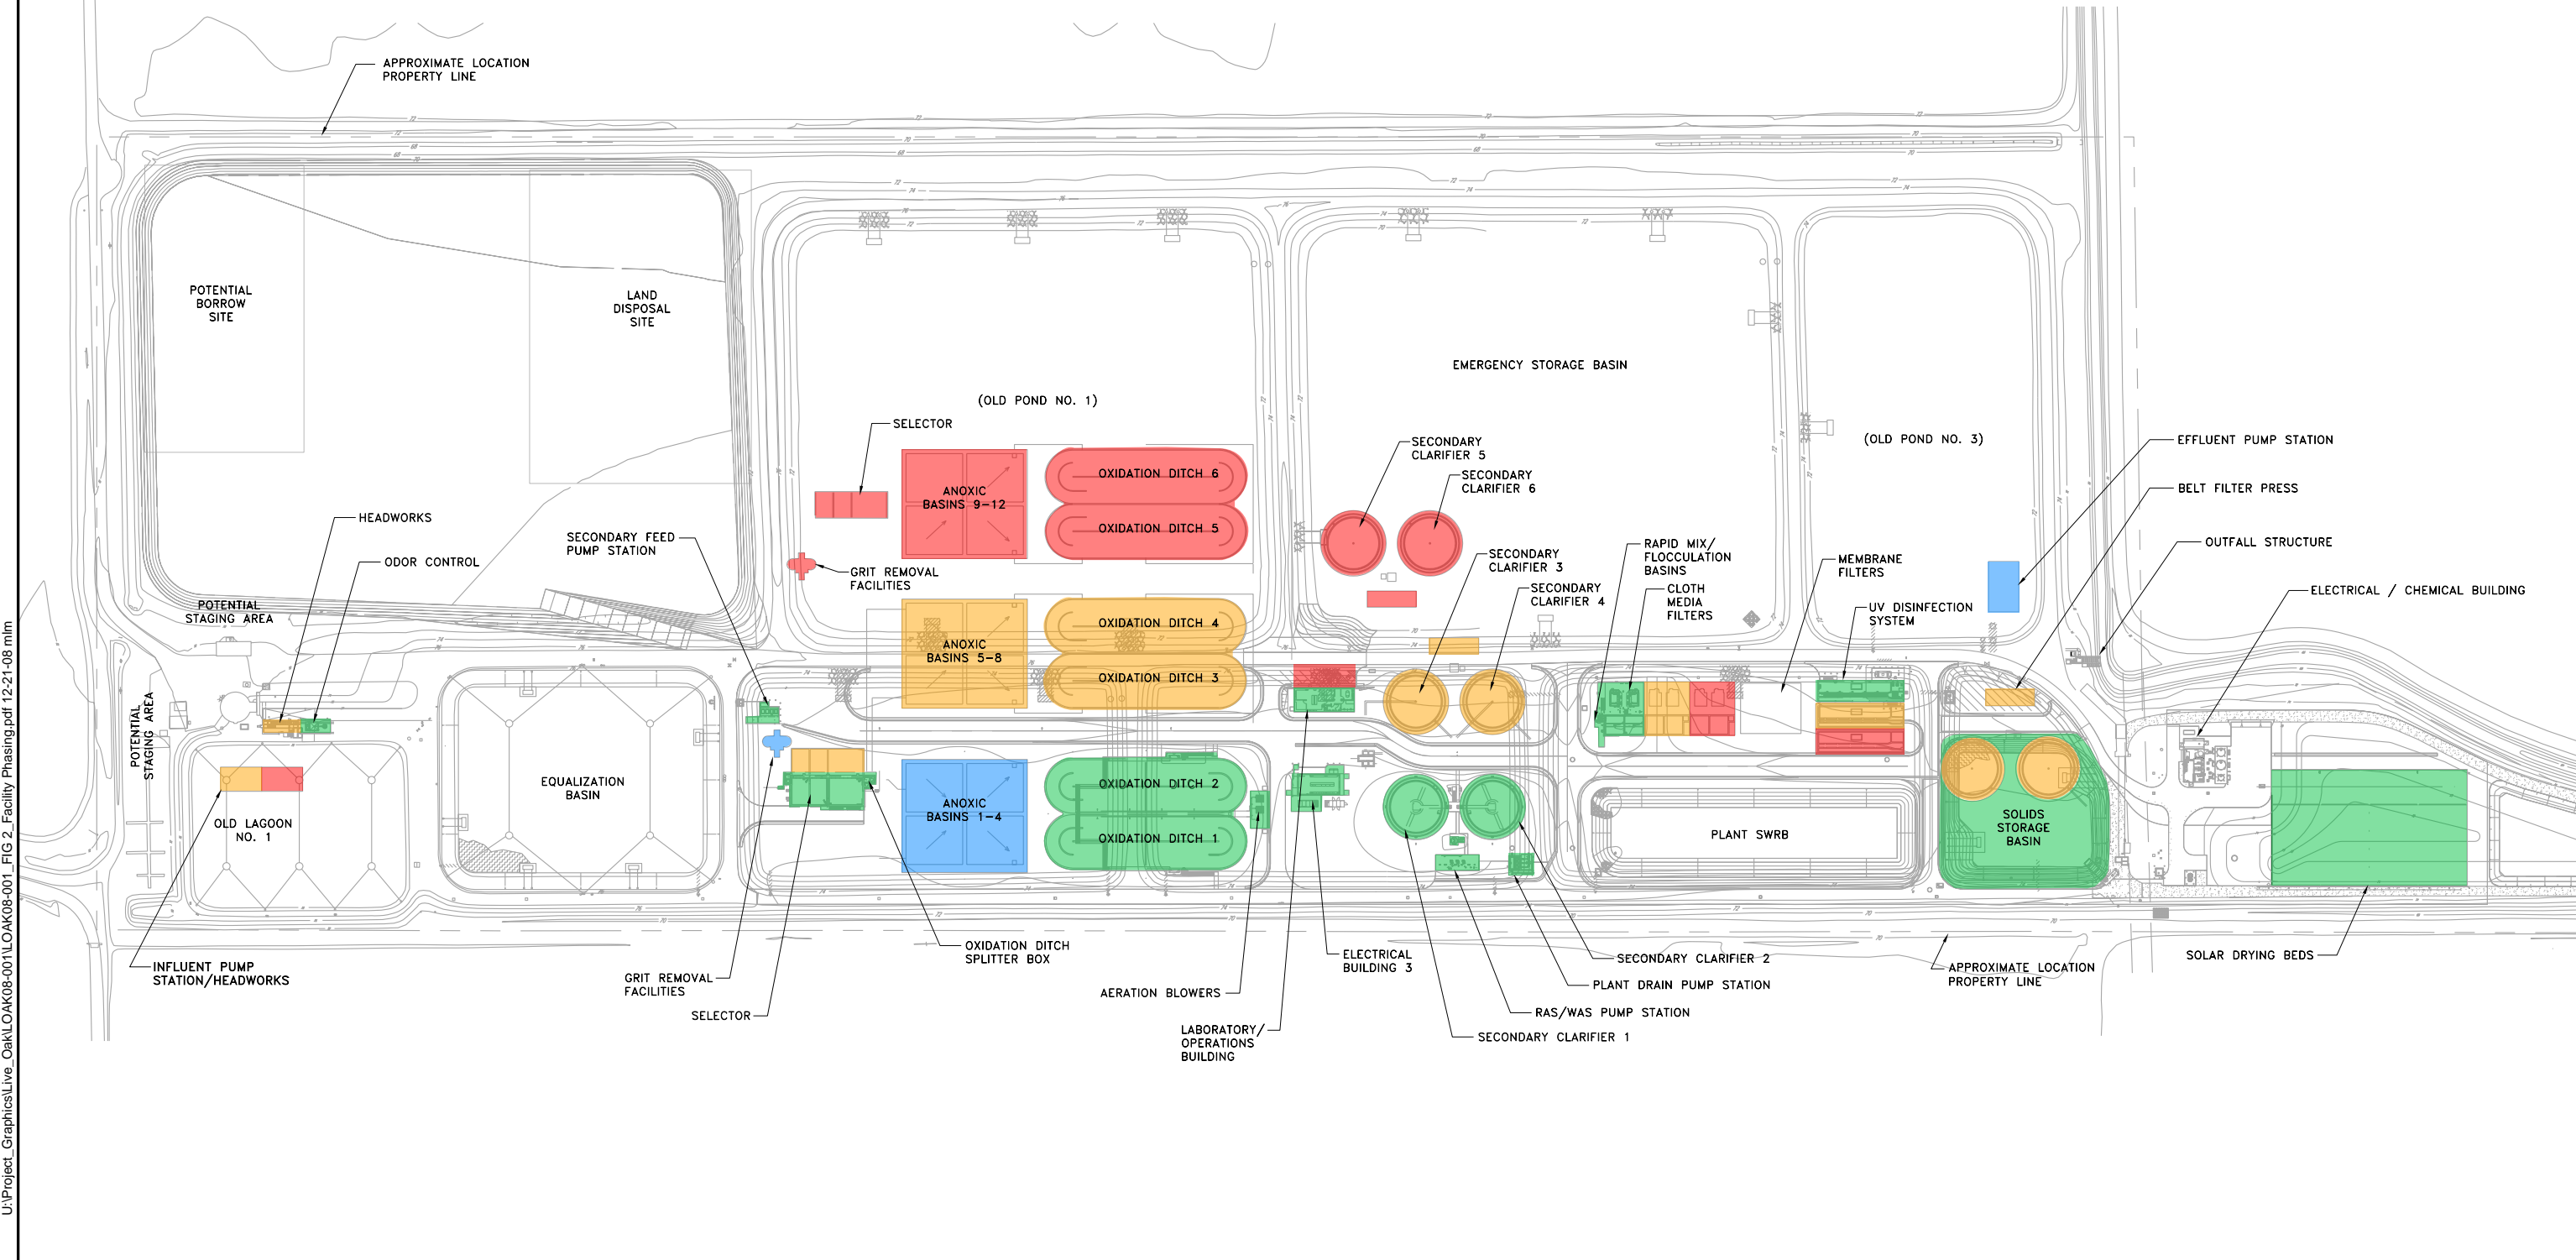 APPROXIMATE LOCATION
PROPERTY LINE
POTENTIAL
BORROW
SITE
LAND
DISPOSAL
SITE
EMERGENCY STORAGE BASIN
(OLD POND NO. 1)
(OLD POND NO. 3)
SELECTOR
SECONDARY
CLARIFIER 5
SECONDARY
CLARIFIER 6
EFFLUENT PUMP STATION
BELT FILTER PRESS
OUTFALL STRUCTURE
ELECTRICAL / CHEMICAL BUILDING
ANOXIC
BASINS 9-12
OXIDATION DITCH 6
OXIDATION DITCH 5
HEADWORKS
ODOR CONTROL
SECONDARY FEED
PUMP STATION
GRIT REMOVAL
FACILITIES
SECONDARY
CLARIFIER 3
SECONDARY
CLARIFIER 4
RAPID MIX/
FLOCCULATION
BASINS
CLOTH
MEDIA
FILTERS
MEMBRANE
FILTERS
UV DISINFECTION
SYSTEM
POTENTIAL
STAGING AREA
POTENTIAL
STAGING AREA
ANOXIC
BASINS 5-8
OXIDATION DITCH 4
OXIDATION DITCH 3
OLD LAGOON
NO. 1
EQUALIZATION
BASIN
ANOXIC
BASINS 1-4
OXIDATION DITCH 2
OXIDATION DITCH 1
PLANT SWRB
SOLIDS
STORAGE
BASIN
INFLUENT PUMP
STATION/HEADWORKS
GRIT REMOVAL
FACILITIES
SELECTOR
OXIDATION DITCH
SPLITTER BOX
AERATION BLOWERS
LABORATORY/
OPERATIONS
BUILDING
ELECTRICAL
BUILDING 3
SECONDARY CLARIFIER 2
PLANT DRAIN PUMP STATION
RAS/WAS PUMP STATION
SECONDARY CLARIFIER 1
APPROXIMATE LOCATION
PROPERTY LINE
SOLAR DRYING BEDS
U:\Project_Graphics\Live_Oak\LOAK08-001\LOAK08-001_FIG 2_Facility Phasing.pdf 12-21-08 mlm